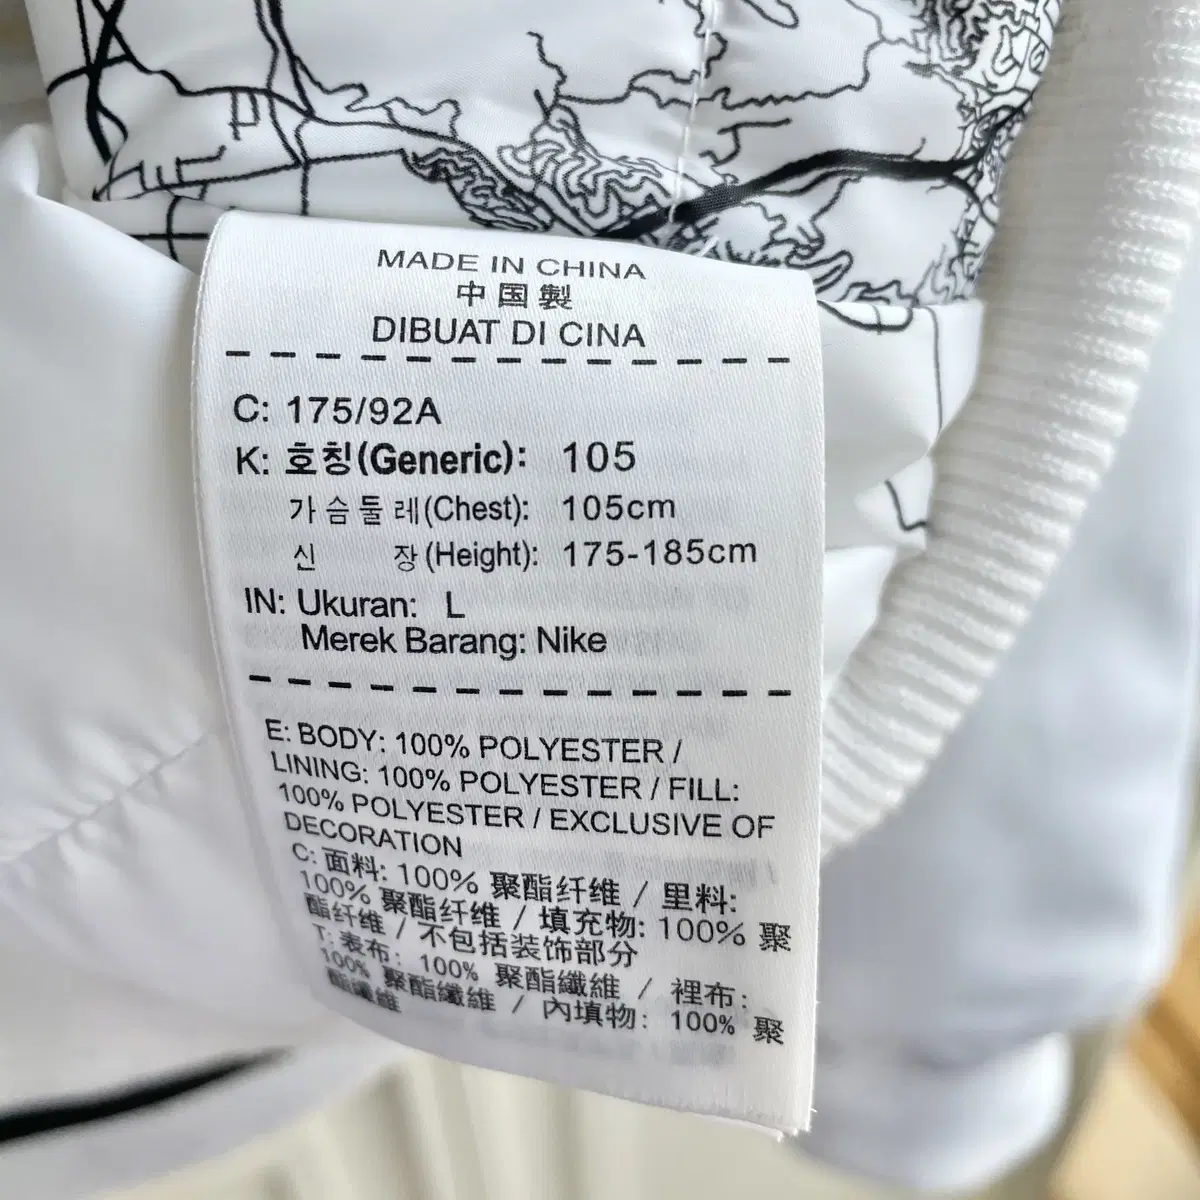 MADE IN CHINA
中国製
DIBUAT DI CINA
C: 175/92A
K: 호칭(Generic): 105
가슴둘레(Chest): 105cm
신 장(Height): 175-185cm
IN: Ukuran: L
Merek Barang: Nike
E: BODY: 100% POLYESTER /
LINING: 100% POLYESTER / FILL:
100% POLYESTER / EXCLUSIVE OF
DECORATION
C: 面料: 100% 聚酯纤维 / 里料:
100% 聚酯纤维 / 填充物: 100% 聚
酯纤维 / 不包括装饰部分
T: 表布: 100% 聚酯纖維 / 裡布:
100% 聚酯纖維 / 內填物: 100% 聚
酯纖維